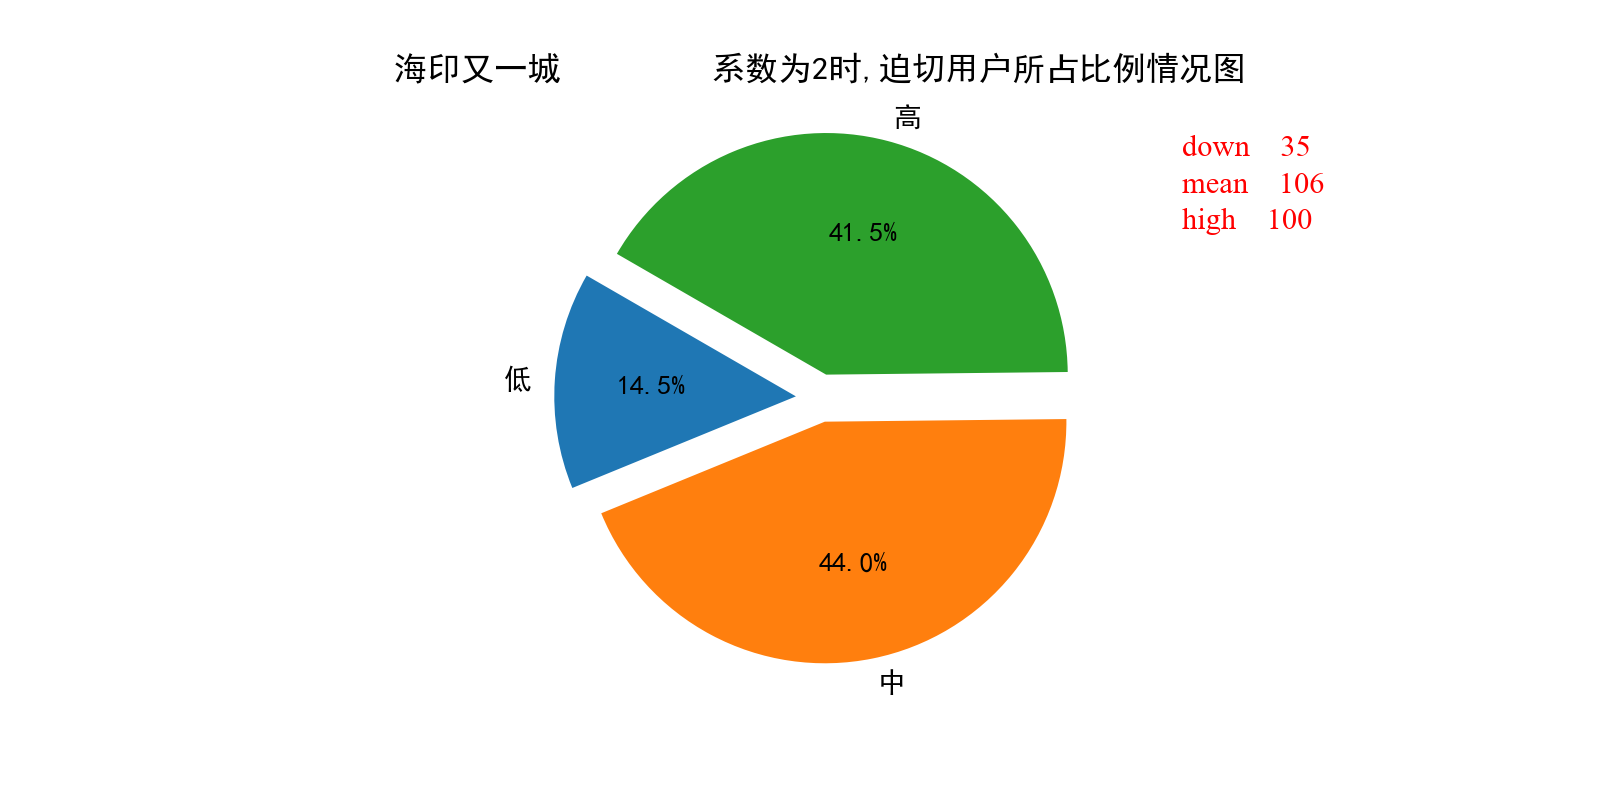 海印又一城 系数为2时,迫切用户所占比例情况图
高
down 35
mean 106
high 100
41.5%
低
14.5%
44.0%
中